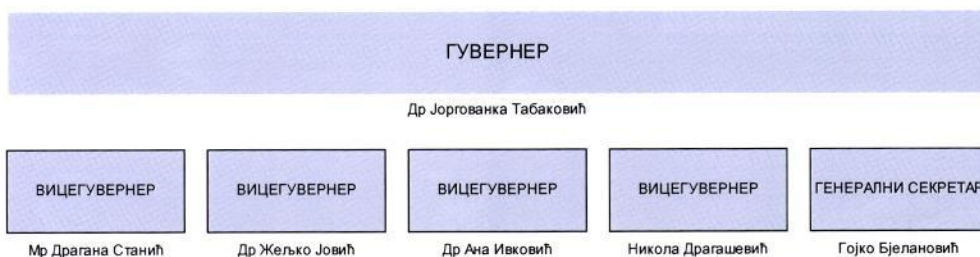 ГУВЕРНЕР
Др Јоргованка Табаковић
ВИЦЕГУВЕРНЕР
ВИЦЕГУВЕРНЕР
ВИЦЕГУВЕРНЕР
ВИЦЕГУВЕРНЕР
ГЕНЕРАЛНИ СЕКРЕТАР
Мр Драгана Станић
Др Жељко Јовић
Др Ана Ивковић
Никола Драгашевић
Гојко Бјелановић